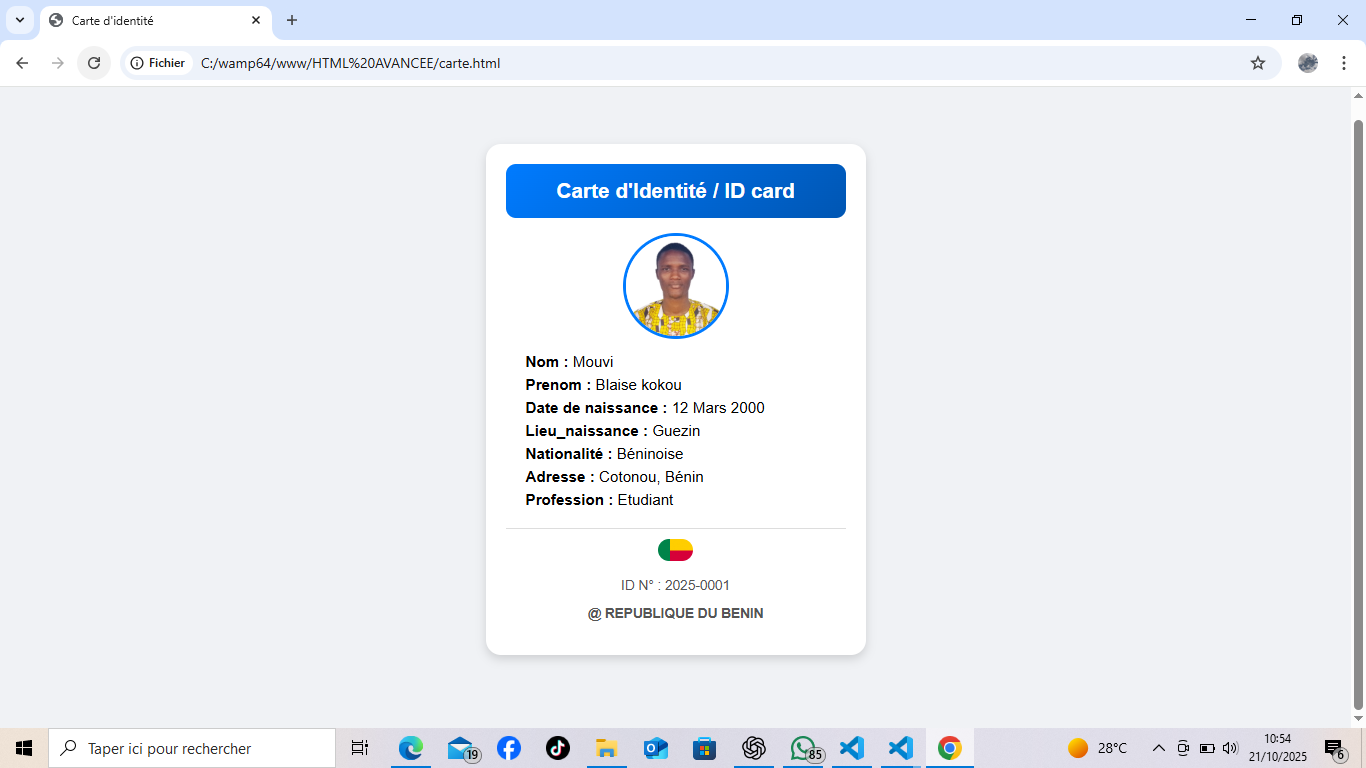 Carte d'identité
Fichier
C:/wamp64/www/HTML%20AVANCEE/carte.html
Carte d'Identité / ID card
Nom : Mouvi
Prenom : Blaise kokou
Date de naissance : 12 Mars 2000
Lieu_naissance : Guezin
Nationalité : Béninoise
Adresse : Cotonou, Bénin
Profession : Etudiant
ID N° : 2025-0001
@ REPUBLIQUE DU BENIN
Taper ici pour rechercher
19
85
28°C
10:54
21/10/2025
6